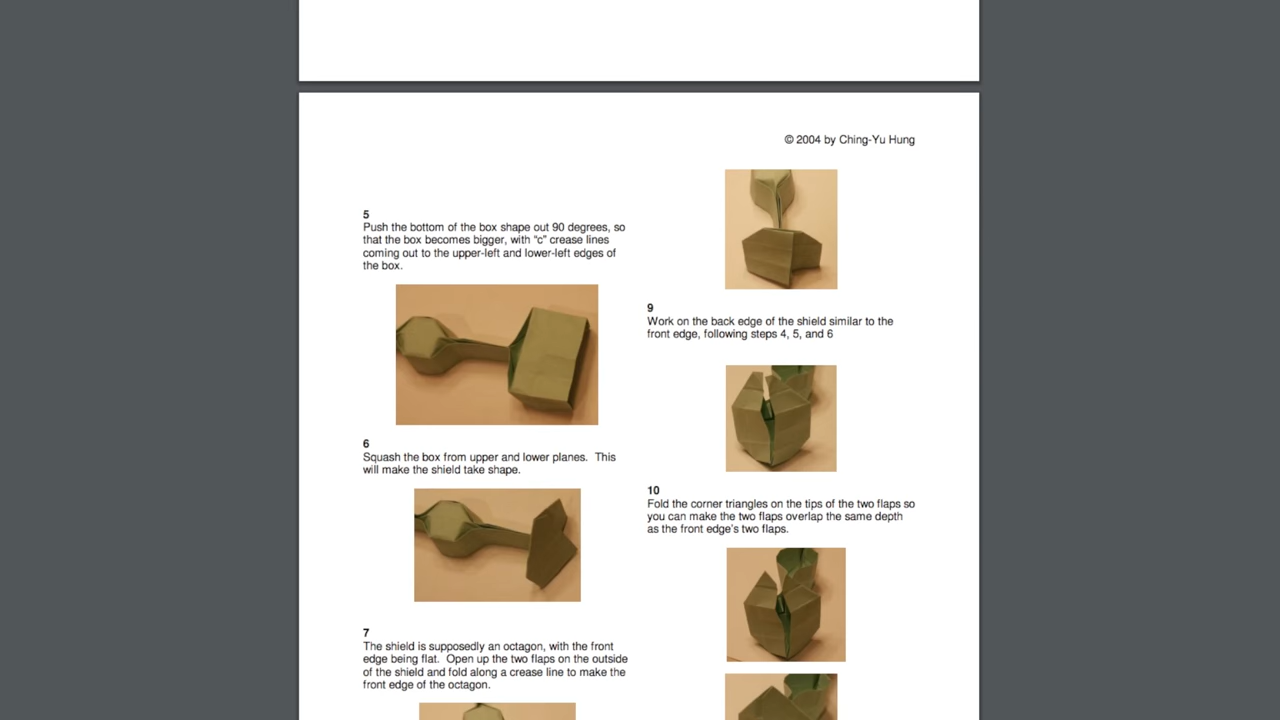 © 2004 by Ching-Yu Hung
5
Push the bottom of the box shape out 90 degrees, so
that the box becomes bigger, with “c” crease lines
coming out to the upper-left and lower-left edges of
the box.
6
Squash the box from upper and lower planes.  This
will make the shield take shape.
7
The shield is supposedly an octagon, with the front
edge being flat.  Open up the two flaps on the outside
of the shield and fold along a crease line to make the
front edge of the octagon.
9
Work on the back edge of the shield similar to the
front edge, following steps 4, 5, and 6
10
Fold the corner triangles on the tips of the two flaps so
you can make the two flaps overlap the same depth
as the front edge’s two flaps.